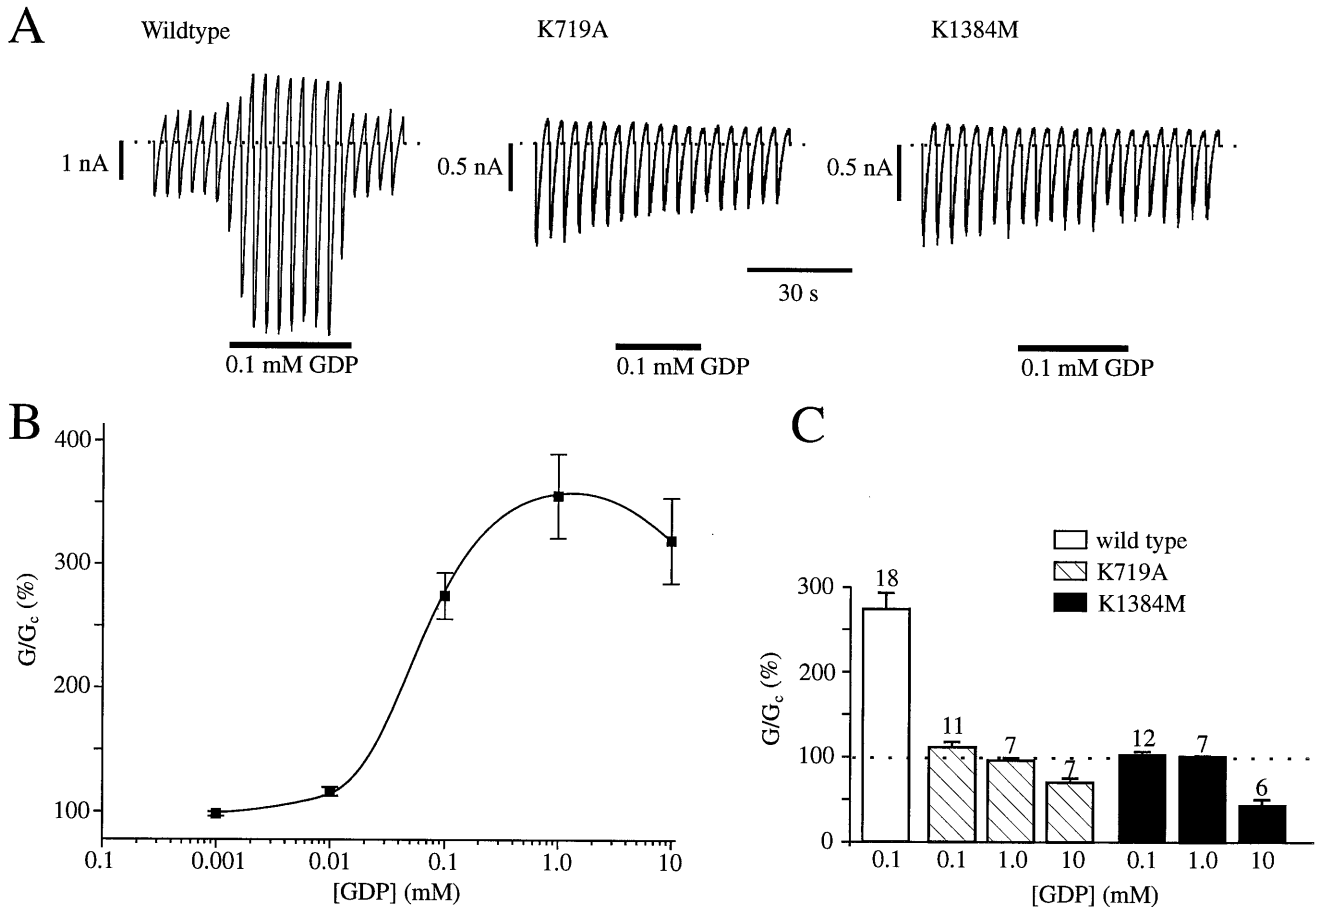 A
Wildtype
K719A
K1384M
1 nA
0.5 nA
0.5 nA
30 s
0.1 mM GDP
0.1 mM GDP
0.1 mM GDP
B
400
300
200
100
G/Gc (%)
0.1
0.001
0.01
0.1
1.0
10
[GDP] (mM)
C
wild type
K719A
K1384M
300
200
100
0
G/Gc (%)
18
11
7
7
12
7
6
0.1
0.1
1.0
10
0.1
1.0
10
[GDP] (mM)